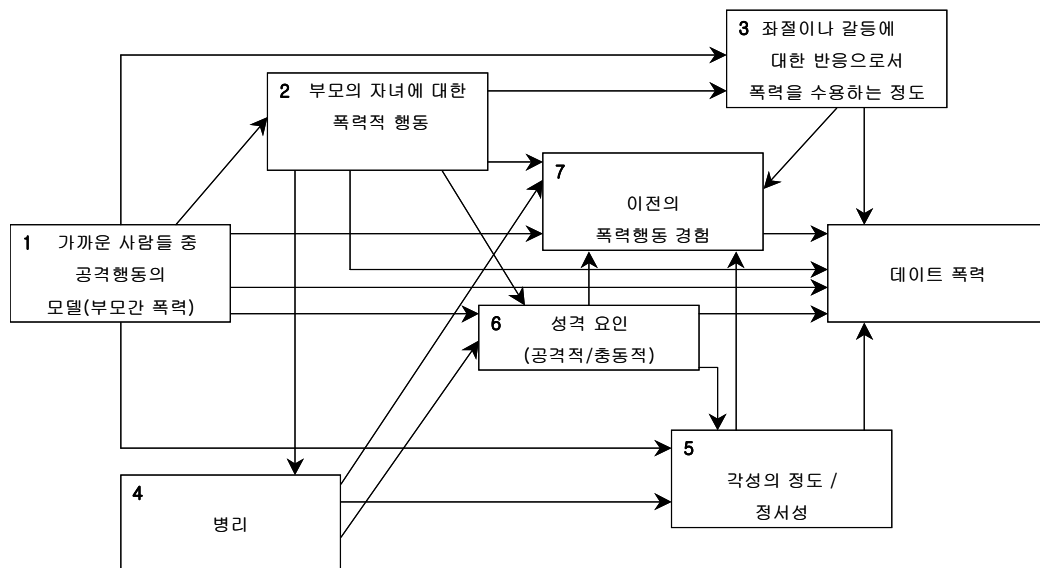 3 좌절이나 갈등에
대한 반응으로서
폭력을 수용하는 정도
2 부모의 자녀에 대한
폭력적 행동
7
이전의
폭력행동 경험
1 가까운 사람들 중
공격행동의
모델(부모간 폭력)
데이트 폭력
6 성격 요인
(공격적/충동적)
5
각성의 정도 /
정서성
4
병리